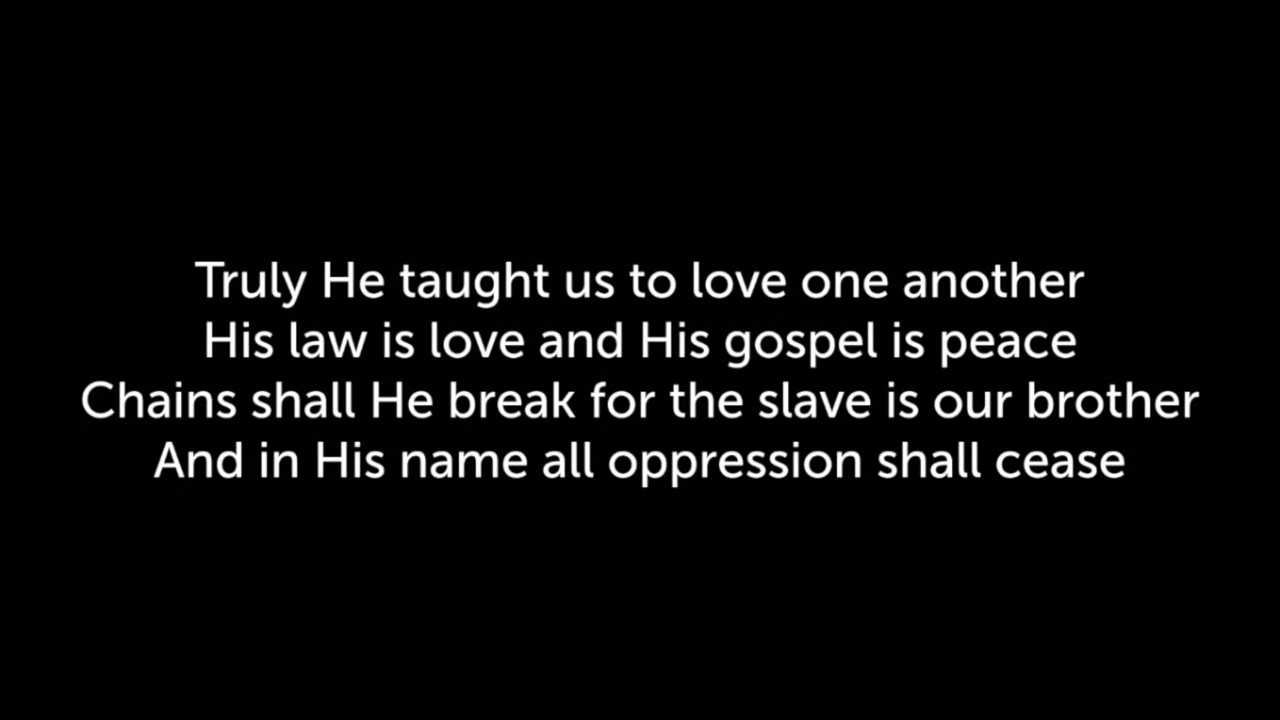 Truly He taught us to love one another
His law is love and His gospel is peace
Chains shall He break for the slave is our brother
And in His name all oppression shall cease